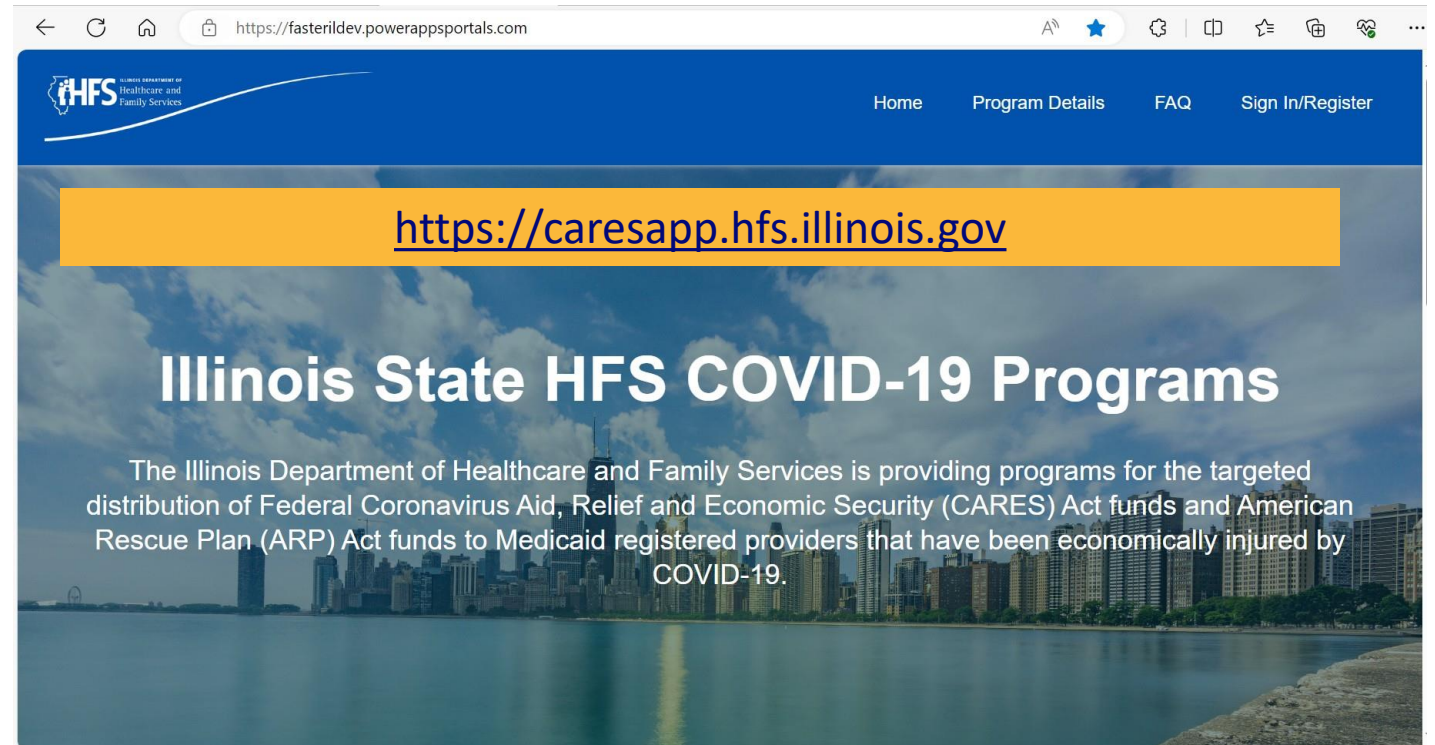 https://fasterildev.powerappsportals.com
HFS
ILLINOIS DEPARTMENT OF
Healthcare and
Family Services
Home Program Details FAQ Sign In/Register
https://caresapp.hfs.illinois.gov
Illinois State HFS COVID-19 Programs
The Illinois Department of Healthcare and Family Services is providing programs for the targeted
distribution of Federal Coronavirus Aid, Relief and Economic Security (CARES) Act funds and American
Rescue Plan (ARP) Act funds to Medicaid registered providers that have been economically injured by
COVID-19.